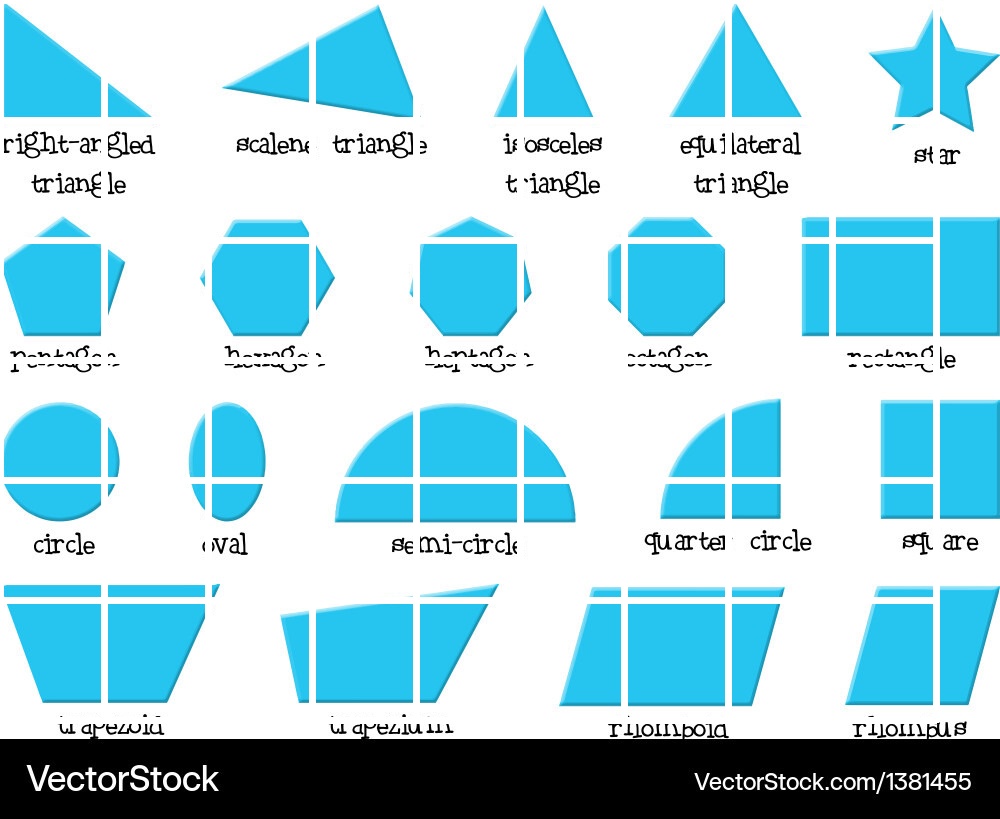 right-angled
triangle
scalene triangle
isosceles
triangle
equilateral
triangle
star
pentagon
hexagon
heptagon
octagon
rectangle
circle
oval
semi-circle
quarter circle
square
trapezoid
trapezium
rhomboid
rhombus
VectorStock
VectorStock.com/1381455